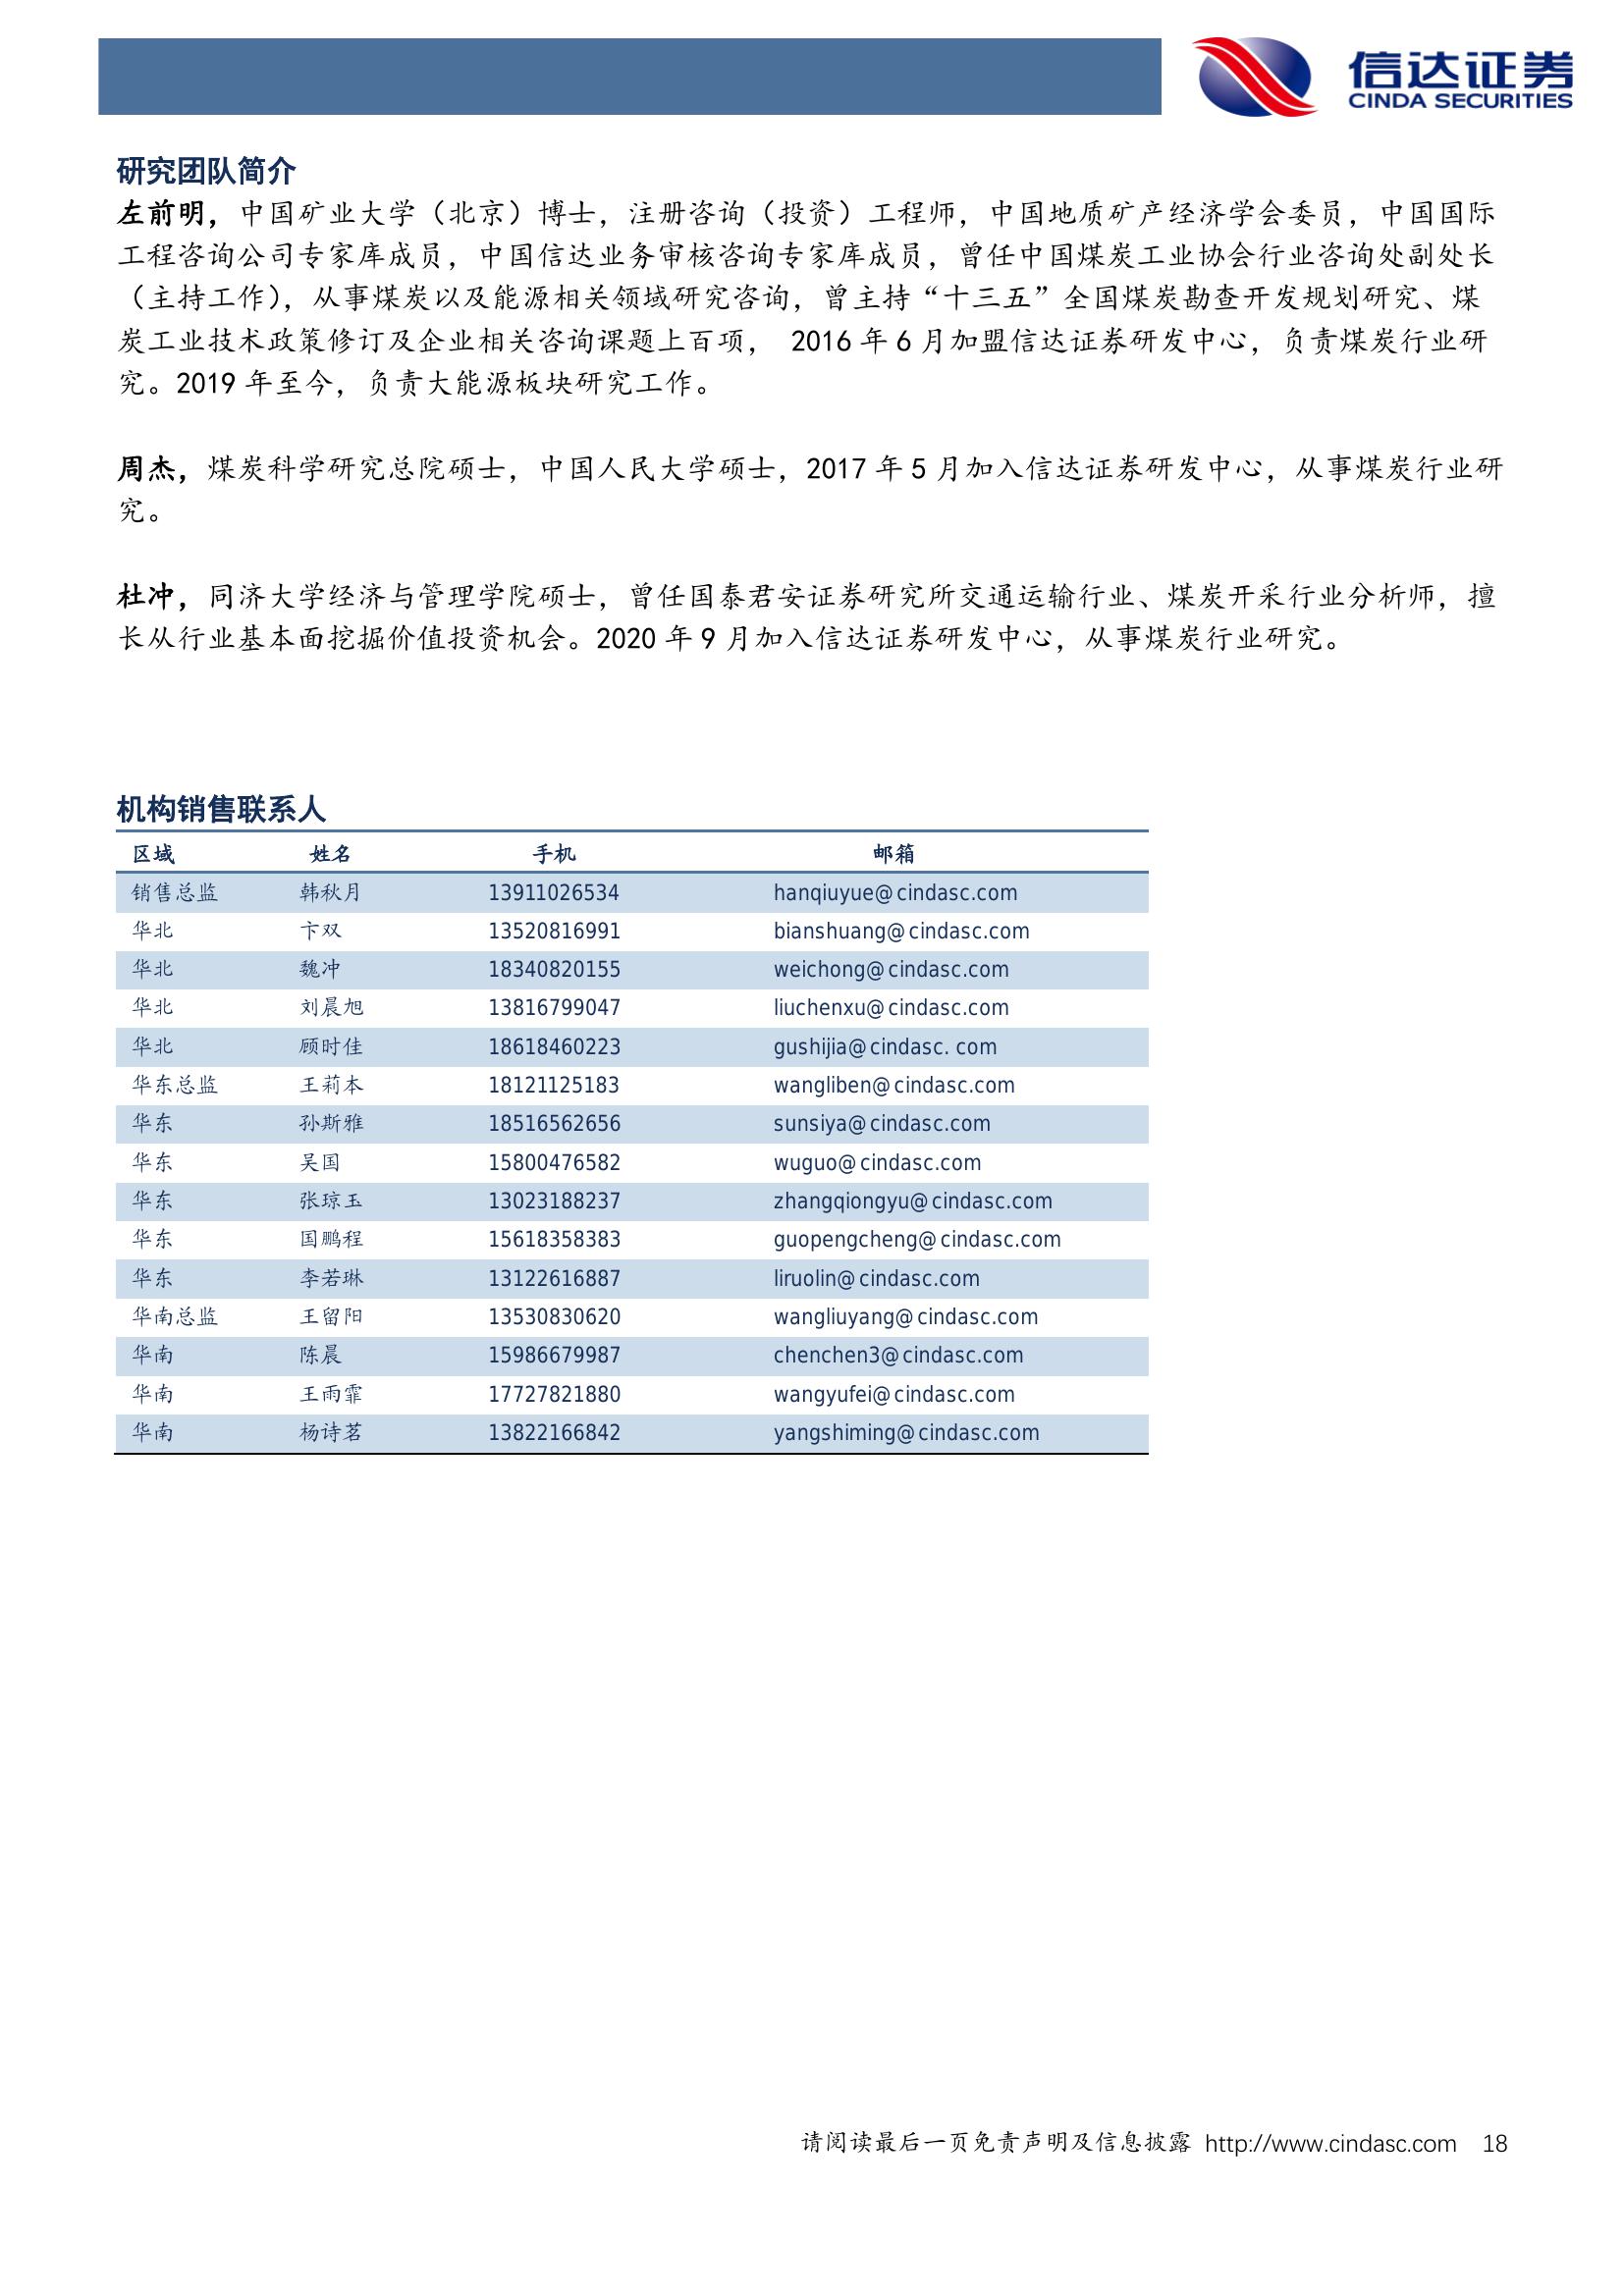 信达证券
CINDA SECURITIES
研究团队简介
左前明，中国矿业大学（北京）博士，注册咨询（投资）工程师，中国地质矿产经济学会委员，中国国际
工程咨询公司专家库成员，中国信达业务审核咨询专家库成员，曾任中国煤炭工业协会行业咨询处副处长
（主持工作），从事煤炭以及能源相关领域研究咨询，曾主持“十三五”全国煤炭勘查开发规划研究、煤
炭工业技术政策修订及企业相关咨询课题上百项， 2016 年 6 月加盟信达证券研发中心，负责煤炭行业研
究。2019 年至今，负责大能源板块研究工作。
周杰，煤炭科学研究总院硕士，中国人民大学硕士，2017 年 5 月加入信达证券研发中心，从事煤炭行业研
究。
杜冲，同济大学经济与管理学院硕士，曾任国泰君安证券研究所交通运输行业、煤炭开采行业分析师，擅
长从行业基本面挖掘价值投资机会。2020 年 9 月加入信达证券研发中心，从事煤炭行业研究。
机构销售联系人
区域 姓名 手机 邮箱
销售总监 韩秋月 13911026534 hanqiuyue@cindasc.com
华北 卞双 13520816991 bianshuang@cindasc.com
华北 魏冲 18340820155 weichong@cindasc.com
华北 刘晨旭 13816799047 liuchenxu@cindasc.com
华北 顾时佳 18618460223 gushijia@cindasc. com
华东总监 王莉本 18121125183 wangliben@cindasc.com
华东 孙斯雅 18516562656 sunsiya@cindasc.com
华东 吴国 15800476582 wuguo@cindasc.com
华东 张琼玉 13023188237 zhangqiongyu@cindasc.com
华东 国鹏程 15618358383 guopengcheng@cindasc.com
华东 李若琳 13122616887 liruolin@cindasc.com
华南总监 王留阳 13530830620 wangliuyang@cindasc.com
华南 陈晨 15986679987 chenchen3@cindasc.com
华南 王雨霏 17727821880 wangyufei@cindasc.com
华南 杨诗茗 13822166842 yangshiming@cindasc.com
请阅读最后一页免责声明及信息披露 http://www.cindasc.com 18